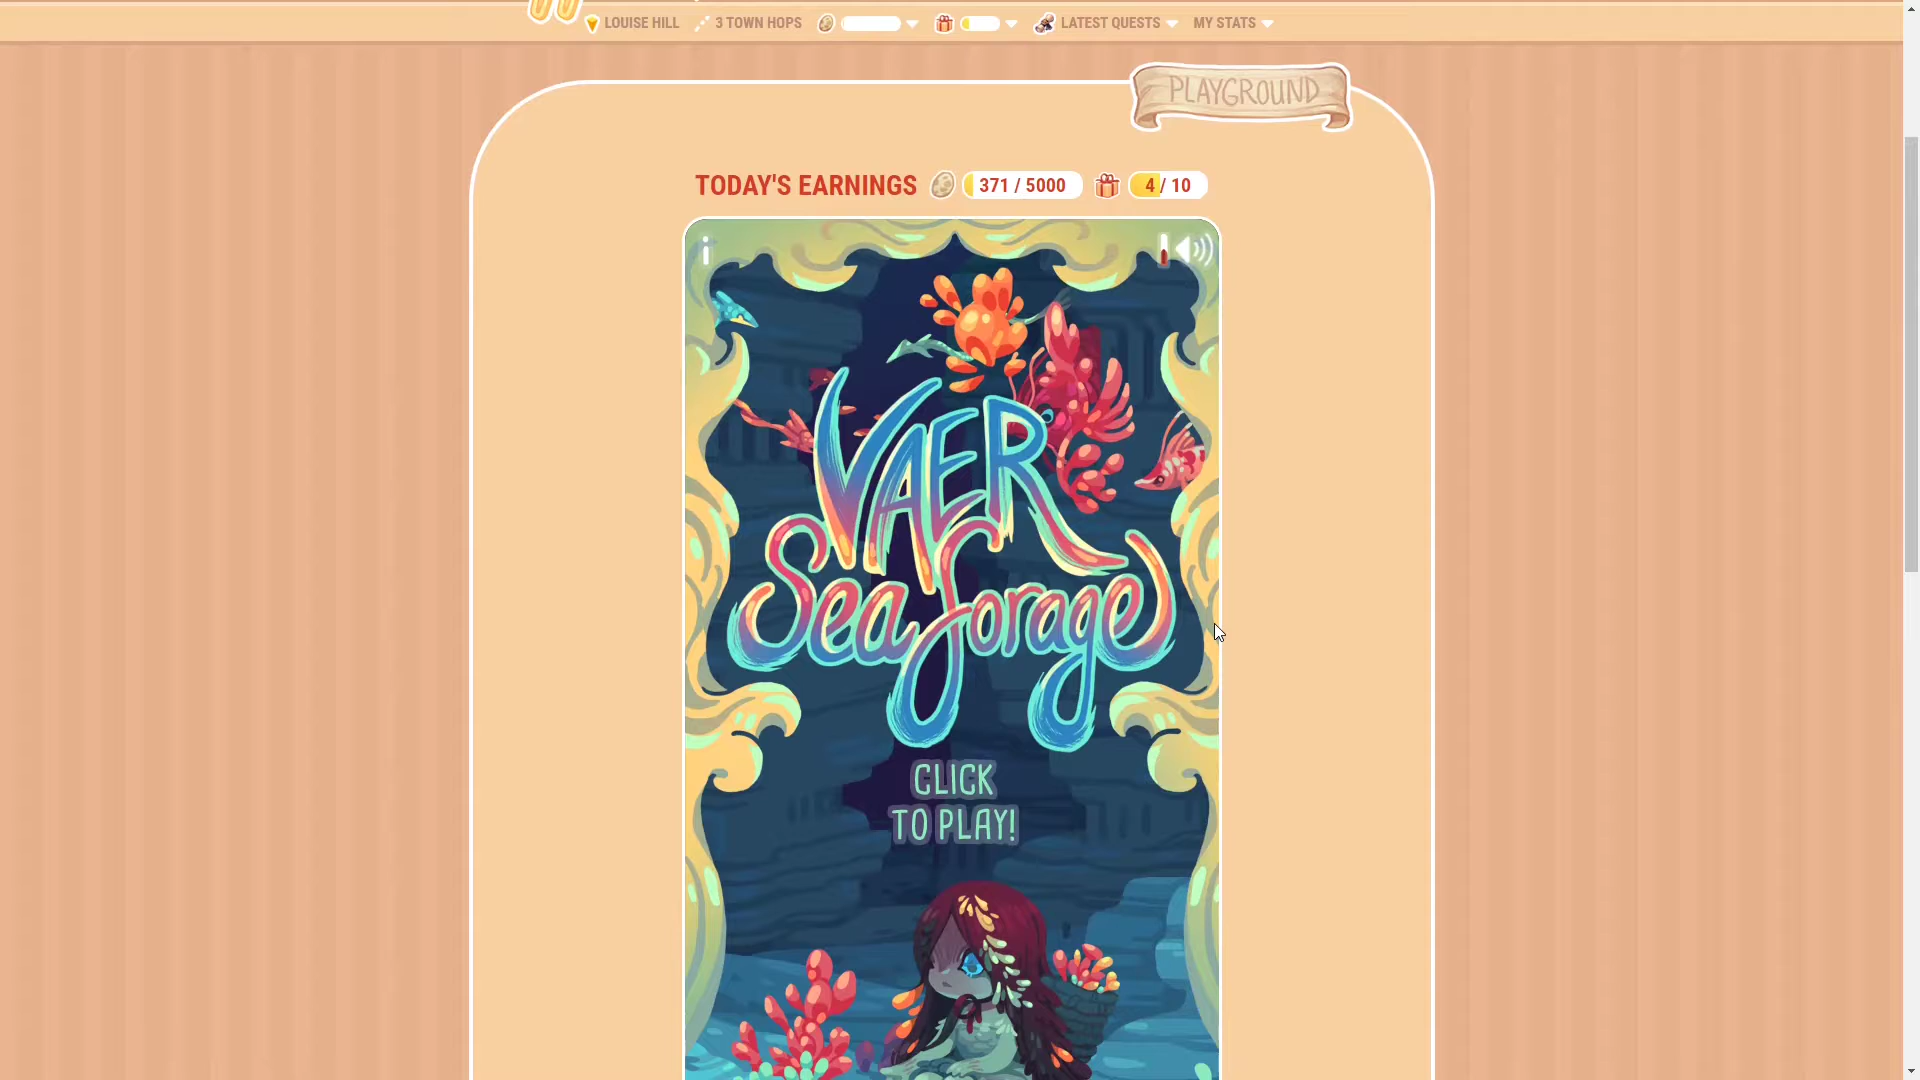 LOUISE HILL 3 TOWN HOPS LATEST QUESTS MY STATS
PLAYGROUND
TODAY'S EARNINGS 371 / 5000 4 / 10
i
VAER
Sea forage
CLICK
TO PLAY!